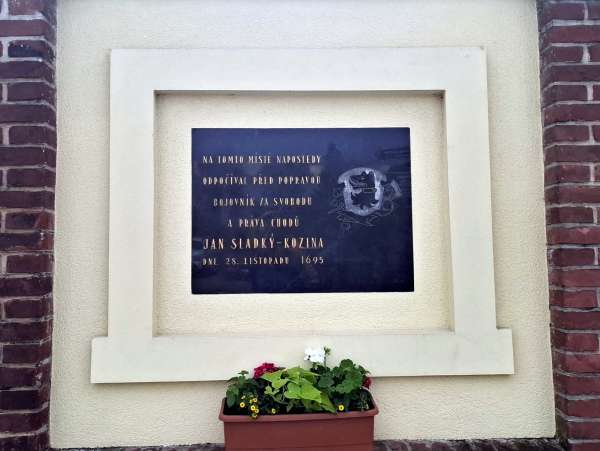 NA TOMTO MÍSTĚ NAPOSLEDY
ODPOČÍVAL PŘED POPRAVOU
BOJOVNÍK ZA SVOBODU
A PRÁVA CHODŮ
JAN SLADKÝ-KOZINA
DNE 28. LISTOPADU 1695